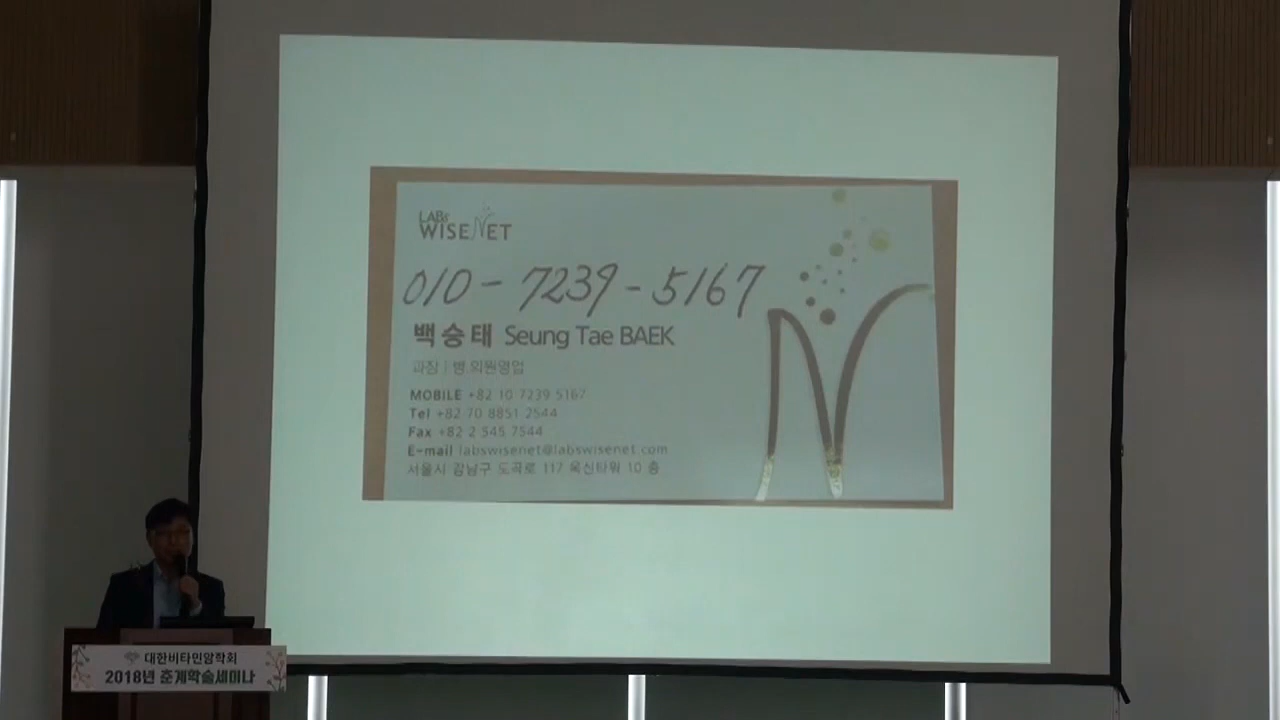 LABs
WISENET
010-7239-5167
백승태 Seung Tae BAEK
과장 | 병.의원영업
MOBILE +82 10 7239 5167
Tel +82 70 8851 2544
Fax +82 2 545 7544
E-mail labswisenet@labswisenet.com
서울시 강남구 도곡로 117 옥신타워 10 층
대한비타민암학회
2018년 춘계학술세미나